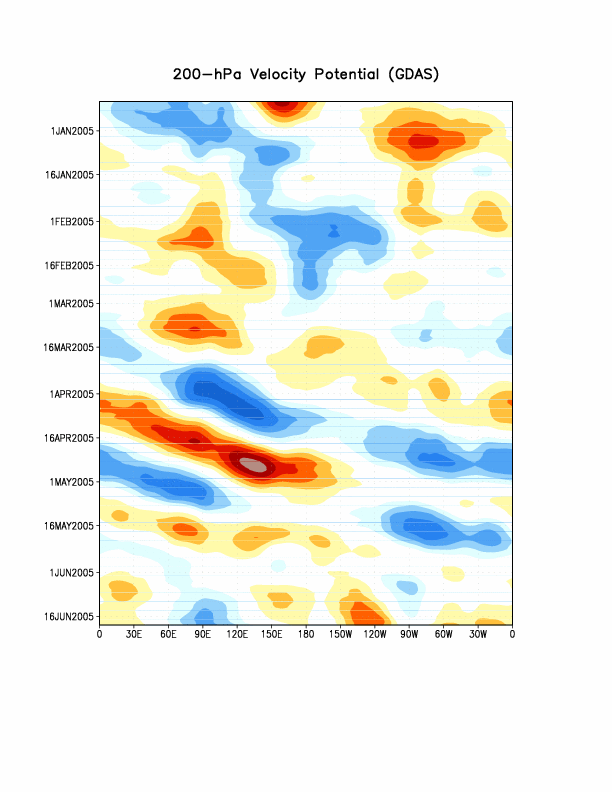 200-hPa Velocity Potential (GDAS)
1JAN2005
16JAN2005
1FEB2005
16FEB2005
1MAR2005
16MAR2005
1APR2005
16APR2005
1MAY2005
16MAY2005
1JUN2005
16JUN2005
0 30E 60E 90E 120E 150E 180 150W 120W 90W 60W 30W 0